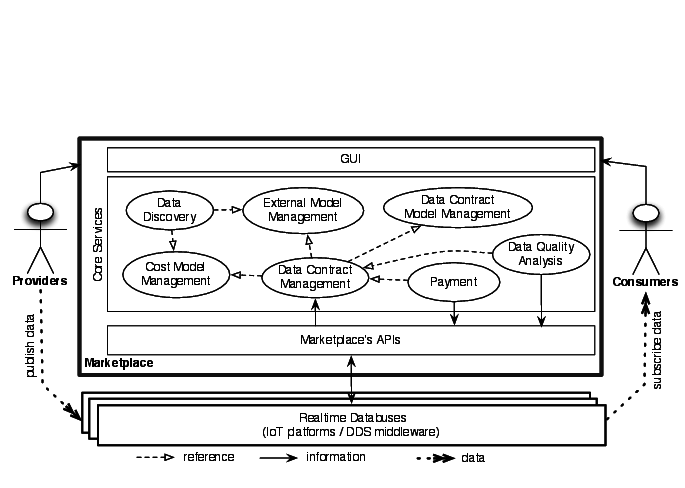 GUI
Core Services
Data
Discovery
External Model
Management
Data Contract
Model Management
Cost Model
Management
Data Contract
Management
Data Quality
Analysis
Payment
Providers
Consumers
publish data
subscribe data
Marketplace's APIs
Marketplace
Realtime Databuses
(IoT platforms / DDS middleware)
reference
information
data